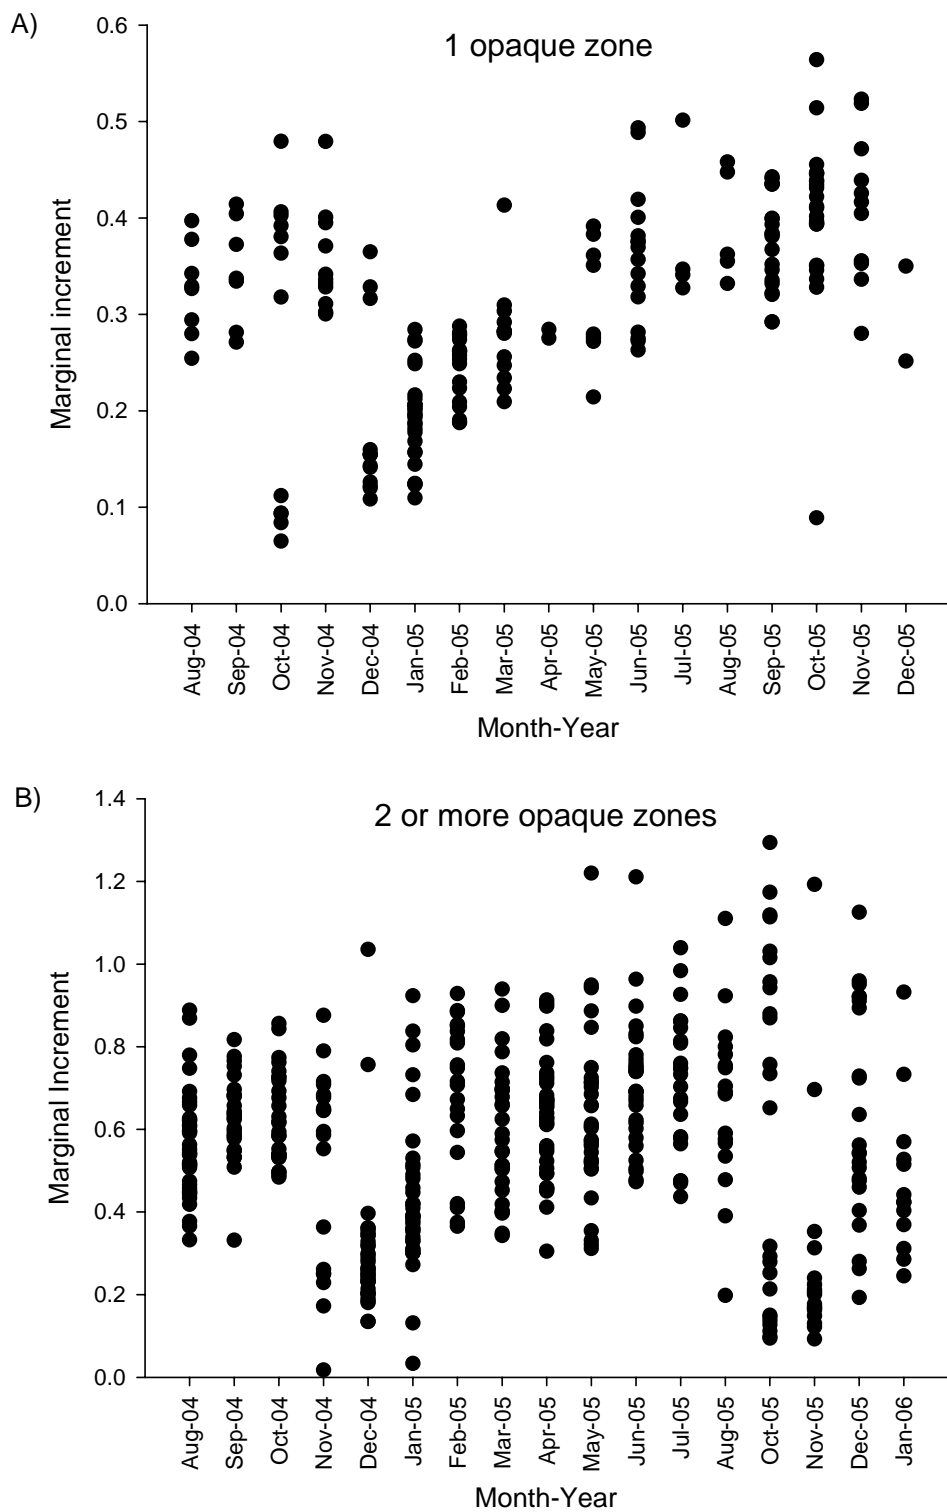 A)
1 opaque zone
Marginal increment
0.6
0.5
0.4
0.3
0.2
0.1
0.0
Aug-04
Sep-04
Oct-04
Nov-04
Dec-04
Jan-05
Feb-05
Mar-05
Apr-05
May-05
Jun-05
Jul-05
Aug-05
Sep-05
Oct-05
Nov-05
Dec-05
Month-Year
B)
2 or more opaque zones
Marginal Increment
1.4
1.2
1.0
0.8
0.6
0.4
0.2
0.0
Aug-04
Sep-04
Oct-04
Nov-04
Dec-04
Jan-05
Feb-05
Mar-05
Apr-05
May-05
Jun-05
Jul-05
Aug-05
Oct-05
Nov-05
Dec-05
Jan-06
Month-Year